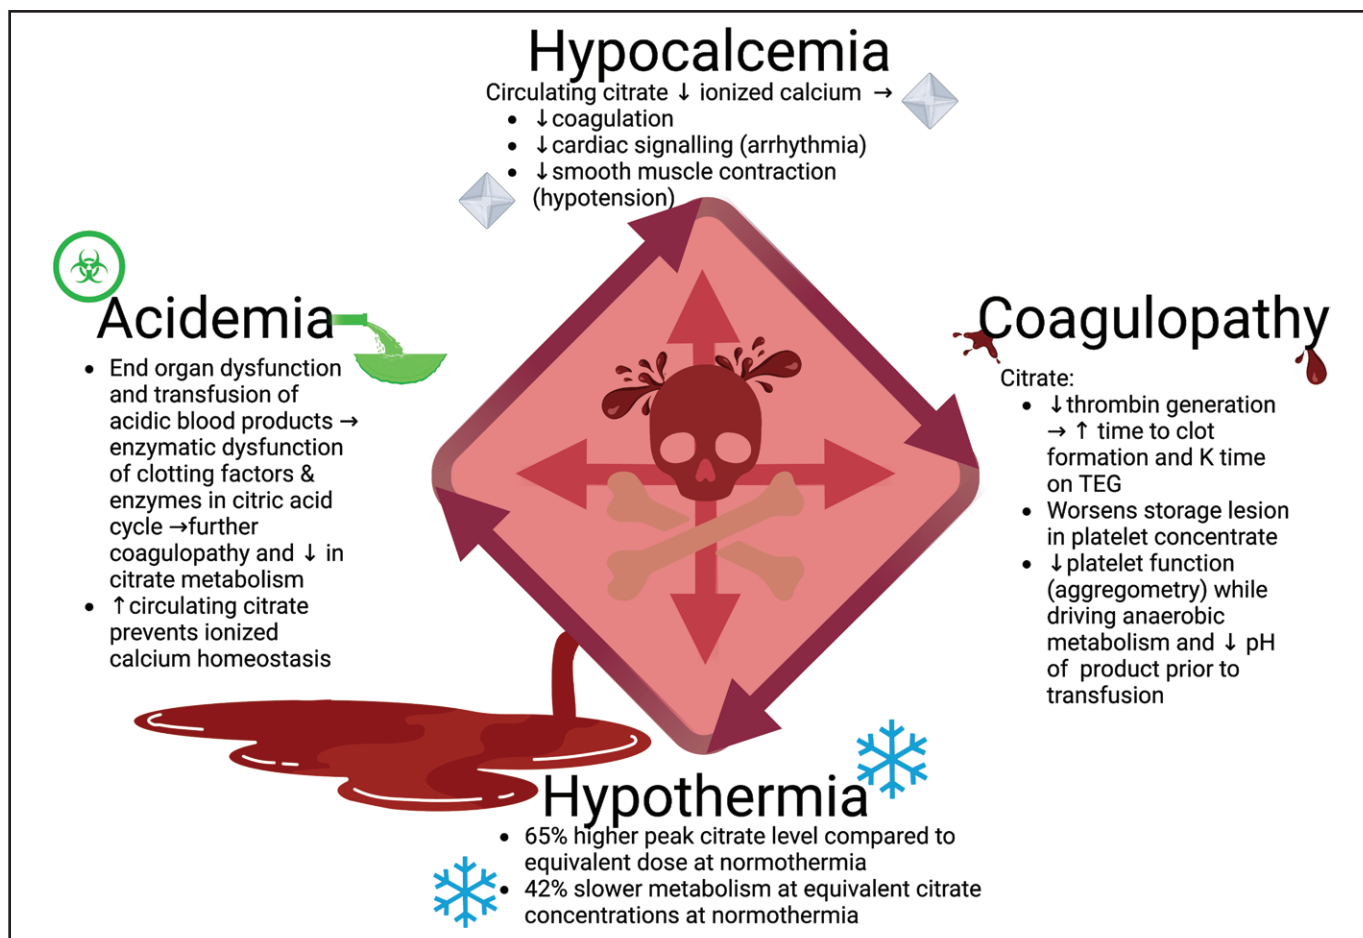 Hypocalcemia
Circulating citrate ↓ ionized calcium →
• ↓coagulation
• ↓cardiac signalling (arrhythmia)
• ↓smooth muscle contraction
(hypotension)
Acidemia
• End organ dysfunction
and transfusion of
acidic blood products →
enzymatic dysfunction
of clotting factors &
enzymes in citric acid
cycle →further
coagulopathy and ↓ in
citrate metabolism
• ↑circulating citrate
prevents ionized
calcium homeostasis
Coagulopathy
Citrate:
• ↓thrombin generation
→ ↑ time to clot
formation and K time
on TEG
• Worsens storage lesion
in platelet concentrate
• ↓platelet function
(aggregometry) while
driving anaerobic
metabolism and ↓ pH
of product prior to
transfusion
Hypothermia
• 65% higher peak citrate level compared to
equivalent dose at normothermia
• 42% slower metabolism at equivalent citrate
concentrations at normothermia